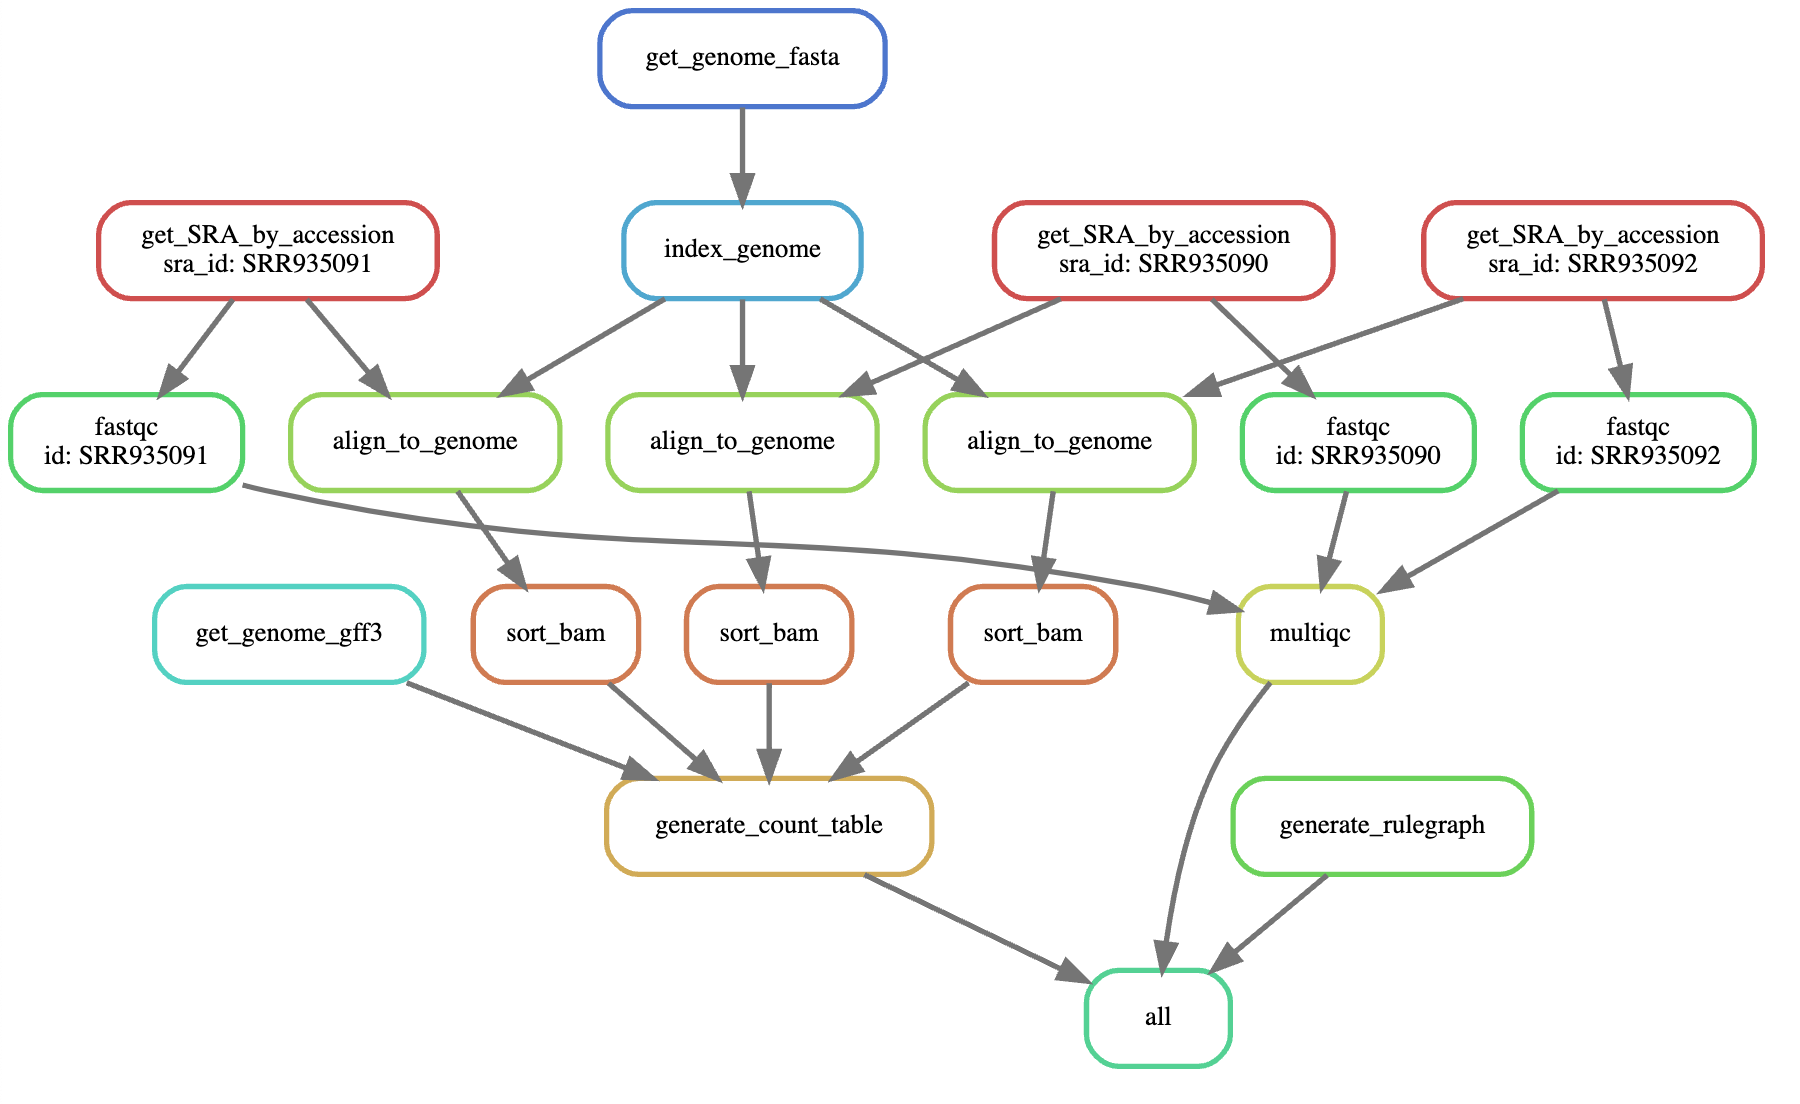 get_genome_fasta
get_SRA_by_accession
sra_id: SRR935091
index_genome
get_SRA_by_accession
sra_id: SRR935090
get_SRA_by_accession
sra_id: SRR935092
fastqc
id: SRR935091
align_to_genome
align_to_genome
align_to_genome
fastqc
id: SRR935090
fastqc
id: SRR935092
get_genome_gff3
sort_bam
sort_bam
sort_bam
multiqc
generate_count_table
generate_rulegraph
all